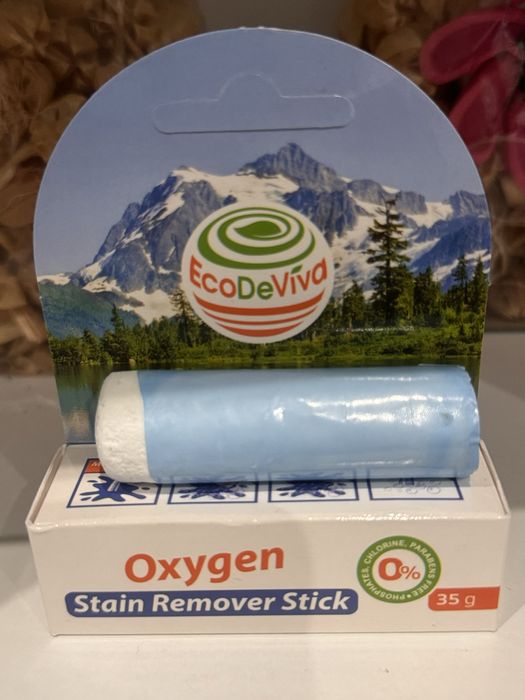 EcoDeViva
Oxygen
Stain Remover Stick
PHOSPHATES, CHLORINE, PARABENS FREE
0%
35 g